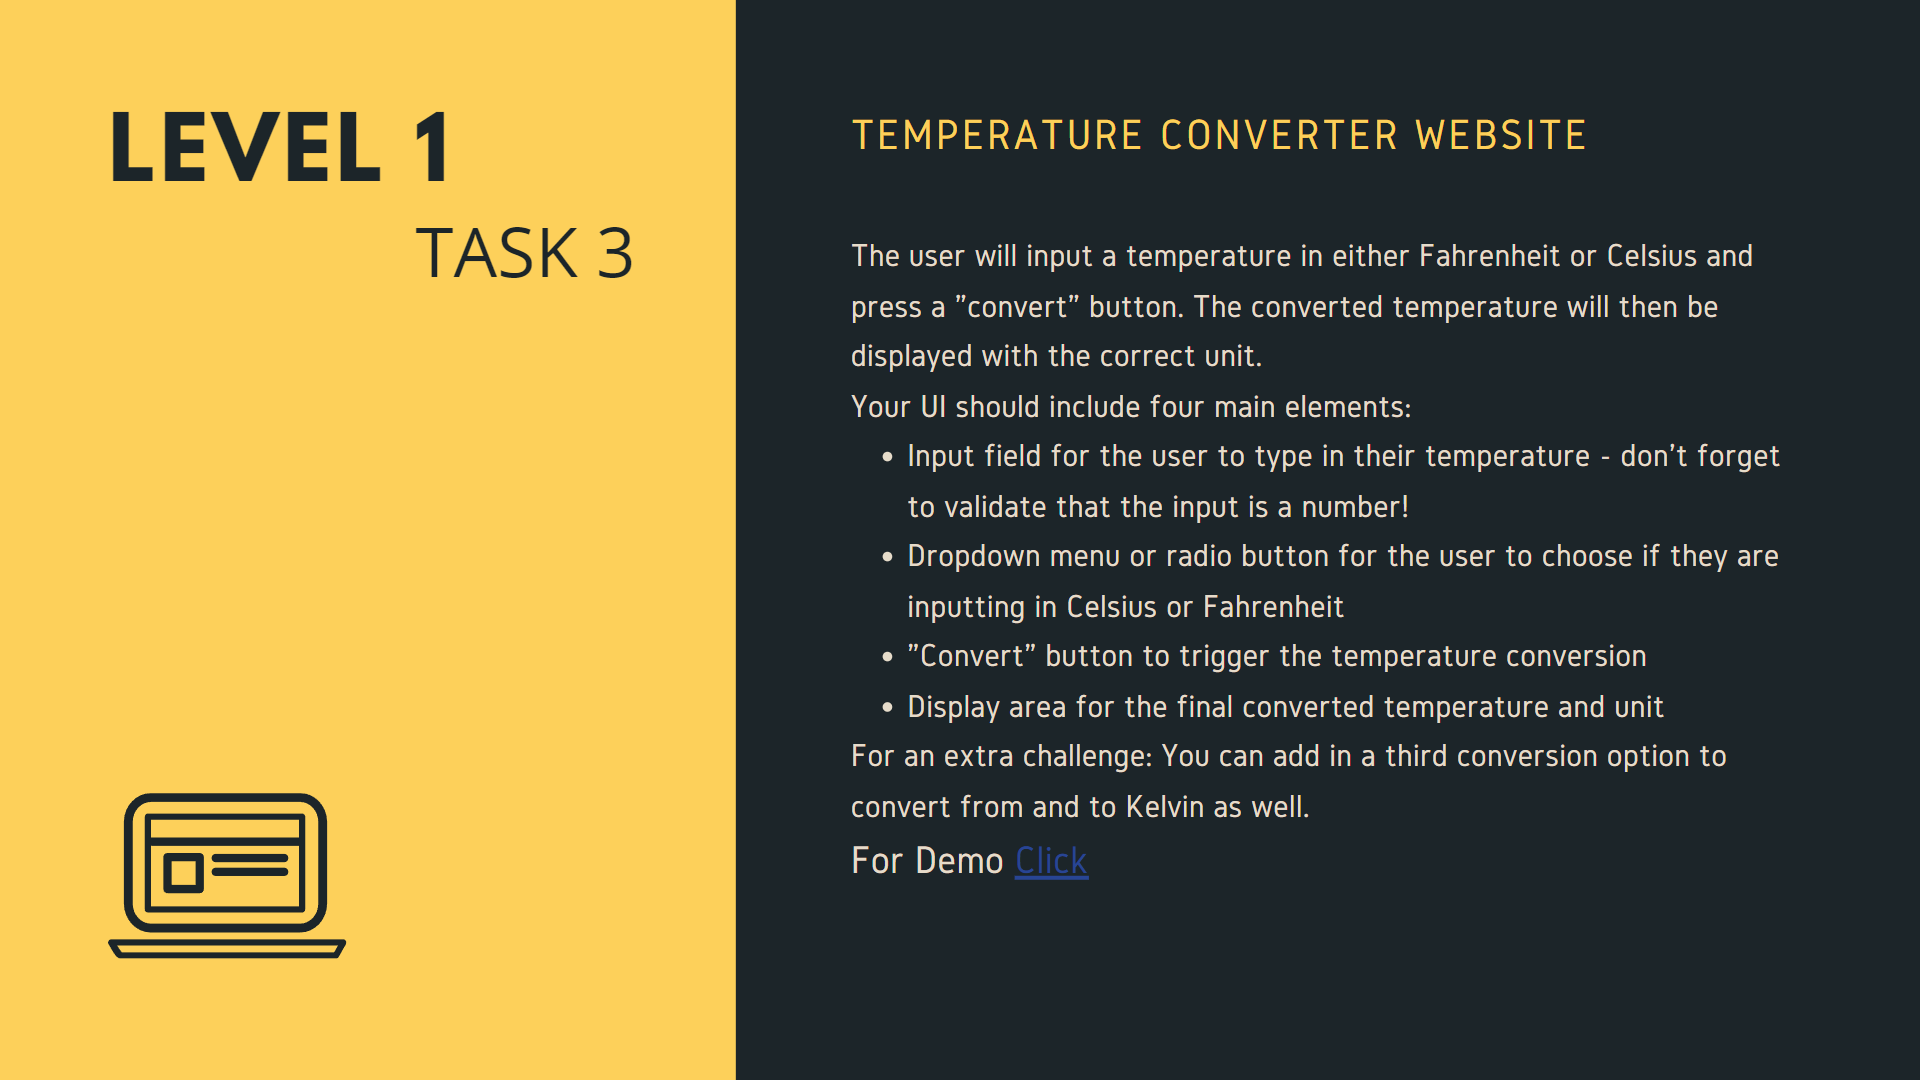 LEVEL 1
TASK 3
TEMPERATURE CONVERTER WEBSITE
The user will input a temperature in either Fahrenheit or Celsius and
press a ”convert” button. The converted temperature will then be
displayed with the correct unit.
Your UI should include four main elements:
• Input field for the user to type in their temperature - don’t forget
to validate that the input is a number!
• Dropdown menu or radio button for the user to choose if they are
inputting in Celsius or Fahrenheit
• ”Convert” button to trigger the temperature conversion
• Display area for the final converted temperature and unit
For an extra challenge: You can add in a third conversion option to
convert from and to Kelvin as well.
For Demo Click